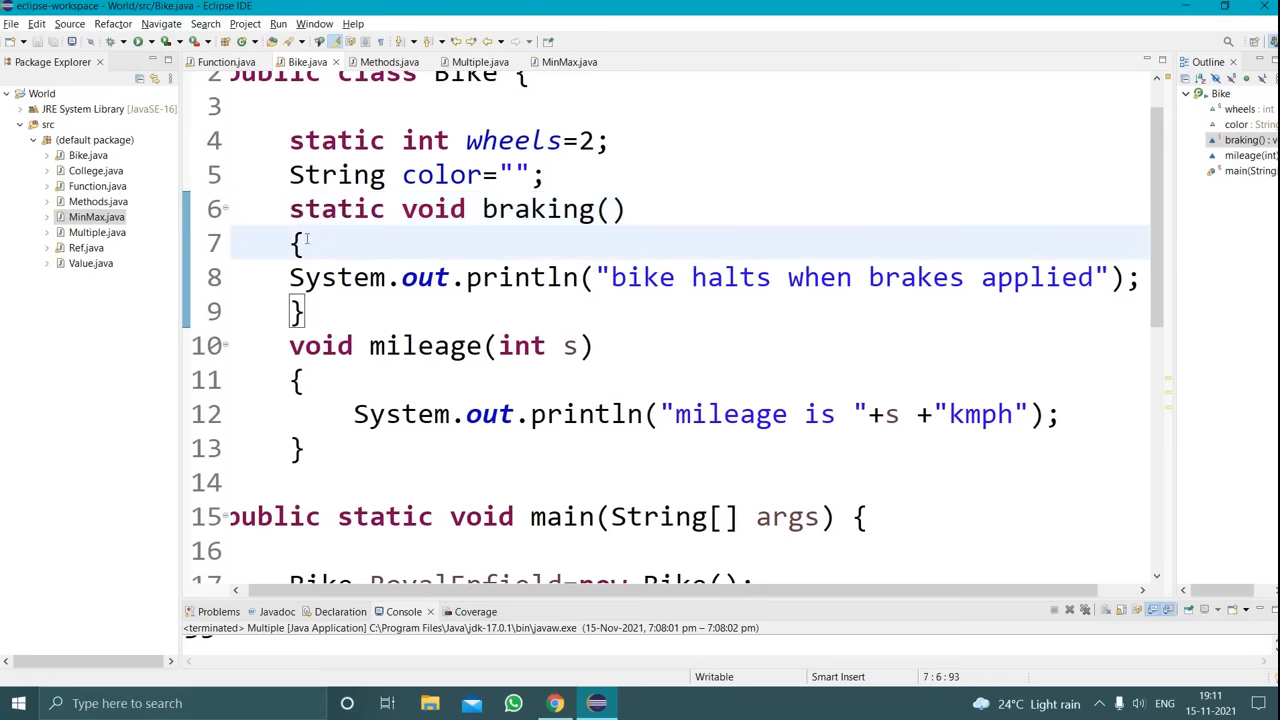 eclipse-workspace - World/src/Bike.java - Eclipse IDE
File Edit Source Refactor Navigate Search Project Run Window Help
Package Explorer
Function.java Bike.java Methods.java Multiple.java MinMax.java
Outline
World
JRE System Library [JavaSE-16]
src
(default package)
Bike.java
College.java
Function.java
Methods.java
MinMax.java
Multiple.java
Ref.java
Value.java
2 public class Bike {
3
4 static int wheels=2;
5 String color="";
6 static void braking()
7 {
8 System.out.println("bike halts when brakes applied");
9 }
10 void mileage(int s)
11 {
12 System.out.println("mileage is "+s +"kmph");
13 }
14
15 public static void main(String[] args) {
16
17 Bike RoyalEnfield=new Bike();
Bike
wheels :
color :
braking() : v
mileage(int)
main(String
Problems Javadoc Declaration Console Coverage
<terminated> Multiple [Java Application] C:\Program Files\Java\jdk-17.0.1\bin\javaw.exe (15-Nov-2021, 7:08:01 pm – 7:08:02 pm)
Writable Smart Insert 7 : 6 : 93
Type here to search
24°C Light rain
ENG
19:11
15-11-2021